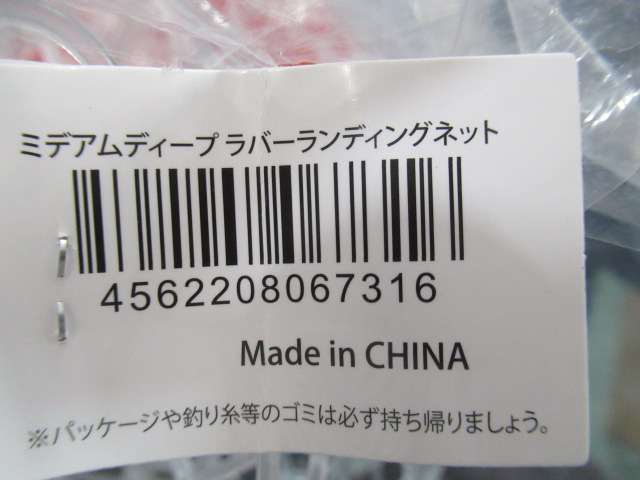 ミデアムディープ ラバーランディングネット
4562208067316
Made in CHINA
※パッケージや釣り糸等のゴミは必ず持ち帰りましょう。